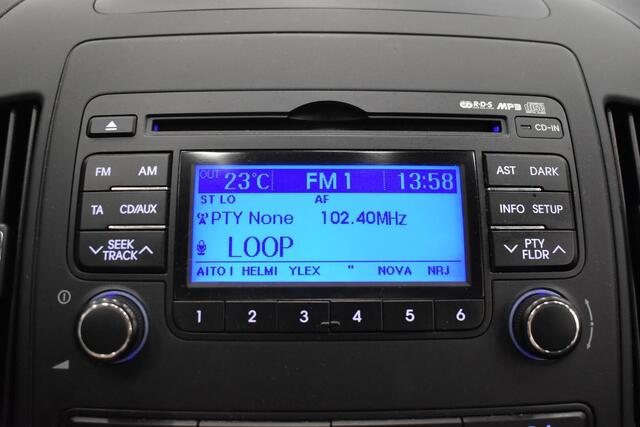 R·D·S MP3
CD-IN
FM AM
TA CD/AUX
SEEK
TRACK
OUT 23°C FM 1 13:58
ST LO AF
PTY None 102.40MHz
LOOP
AITO I HELMI YLEX " NOVA NRJ
1 2 3 4 5 6
AST DARK
INFO SETUP
PTY
FLDR